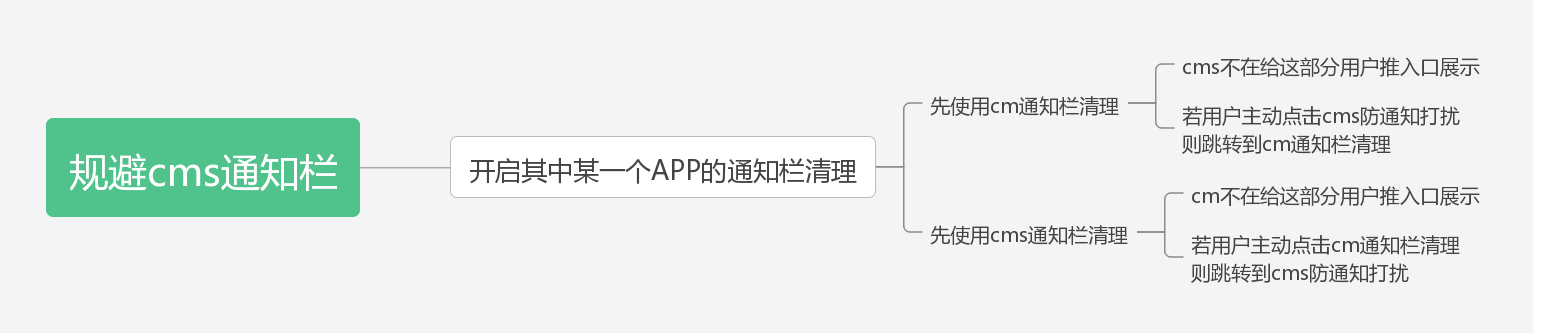 规避cms通知栏
开启其中某一个APP的通知栏清理
先使用cm通知栏清理
cms不在给这部分用户推入口展示
若用户主动点击cms防通知打扰
则跳转到cm通知栏清理
先使用cms通知栏清理
cm不在给这部分用户推入口展示
若用户主动点击cm通知栏清理
则跳转到cms防通知打扰